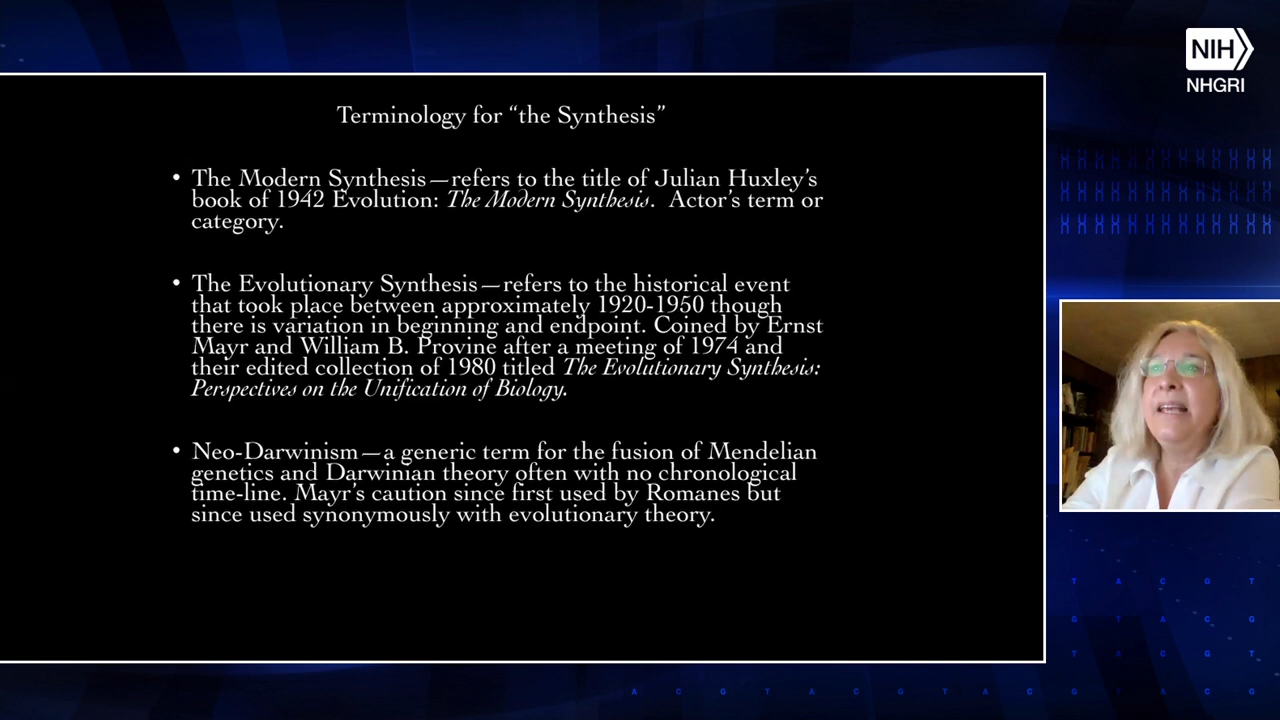 NIH
NHGRI
Terminology for “the Synthesis”
• The Modern Synthesis—refers to the title of Julian Huxley’s
book of 1942 Evolution: The Modern Synthesis. Actor’s term or
category.
• The Evolutionary Synthesis—refers to the historical event
that took place between approximately 1920-1950 though
there is variation in beginning and endpoint. Coined by Ernst
Mayr and William B. Provine after a meeting of 1974 and
their edited collection of 1980 titled The Evolutionary Synthesis:
Perspectives on the Unification of Biology.
• Neo-Darwinism—a generic term for the fusion of Mendelian
genetics and Darwinian theory often with no chronological
time-line. Mayr’s caution since first used by Romanes but
since used synonymously with evolutionary theory.
T A C G T
G T A C G
T A C G T
A C G T A C G T A C G T A C G